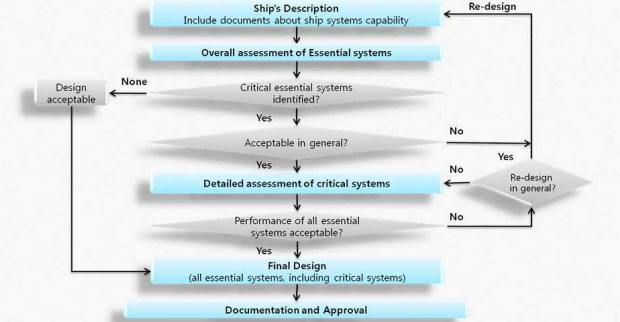 Ship's Description
Include documents about ship systems capability
Re-design
Overall assessment of Essential systems
None
Design
acceptable
Critical essential systems
identified?
Yes
Acceptable in general?
No
Yes
Yes
Detailed assessment of critical systems
No
Re-design
in general?
Performance of all essential
systems acceptable?
No
Yes
Final Design
(all essential systems, including critical systems)
Documentation and Approval